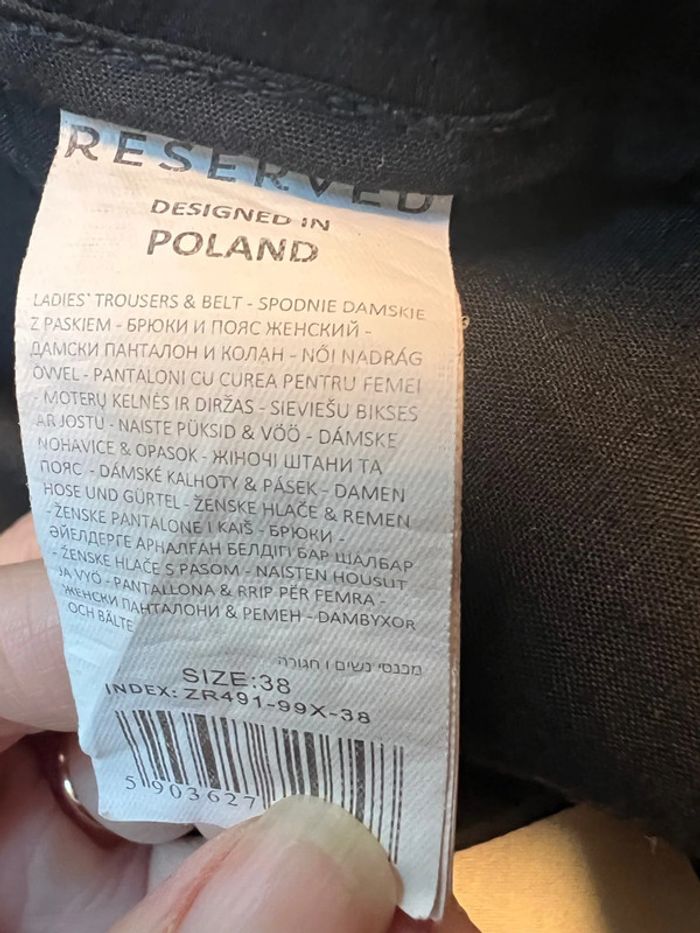 RESERVED
DESIGNED IN
POLAND
LADIES' TROUSERS & BELT - SPODNIE DAMSKIE
Z PASKIEM - БРЮКИ И ПОЯС ЖЕНСКИЙ -
ДАМСКИ ПАНТАЛОН И КОЛАН - NŐI NADRÁG
ÖVVEL - PANTALONI CU CUREA PENTRU FEMEI
- MOTERŲ KELNĖS IR DIRŽAS - SIEVIEŠU BIKSES
AR JOSTU - NAISTE PÜKSID & VÖÖ - DÁMSKE
NOHAVICE & OPASOK - ЖІНОЧІ ШТАНИ ТА
ПОЯС - DÁMSKÉ KALHOTY & PÁSEK - DAMEN
HOSE UND GÜRTEL - ŽENSKE HLAČE & REMEN
- ŽENSKE PANTALONE I KAIŠ - БРЮКИ -
ӘЙЕЛДЕРГЕ АРНАЛҒАН БЕЛДІГІ БАР ШАЛБАР
- ŽENSKE HLAČE S PASOM - NAISTEN HOUSUT
JA VYÖ - PANTALLONA & RRIP PËR FEMRA -
ЖЕНСКИ ПАНТАЛОНИ & РЕМЕН - DAMBYXOR
OCH BÄLTE
מכנסי נשים ו חגורה
SIZE:38
INDEX: ZR491-99X-38
5 903627